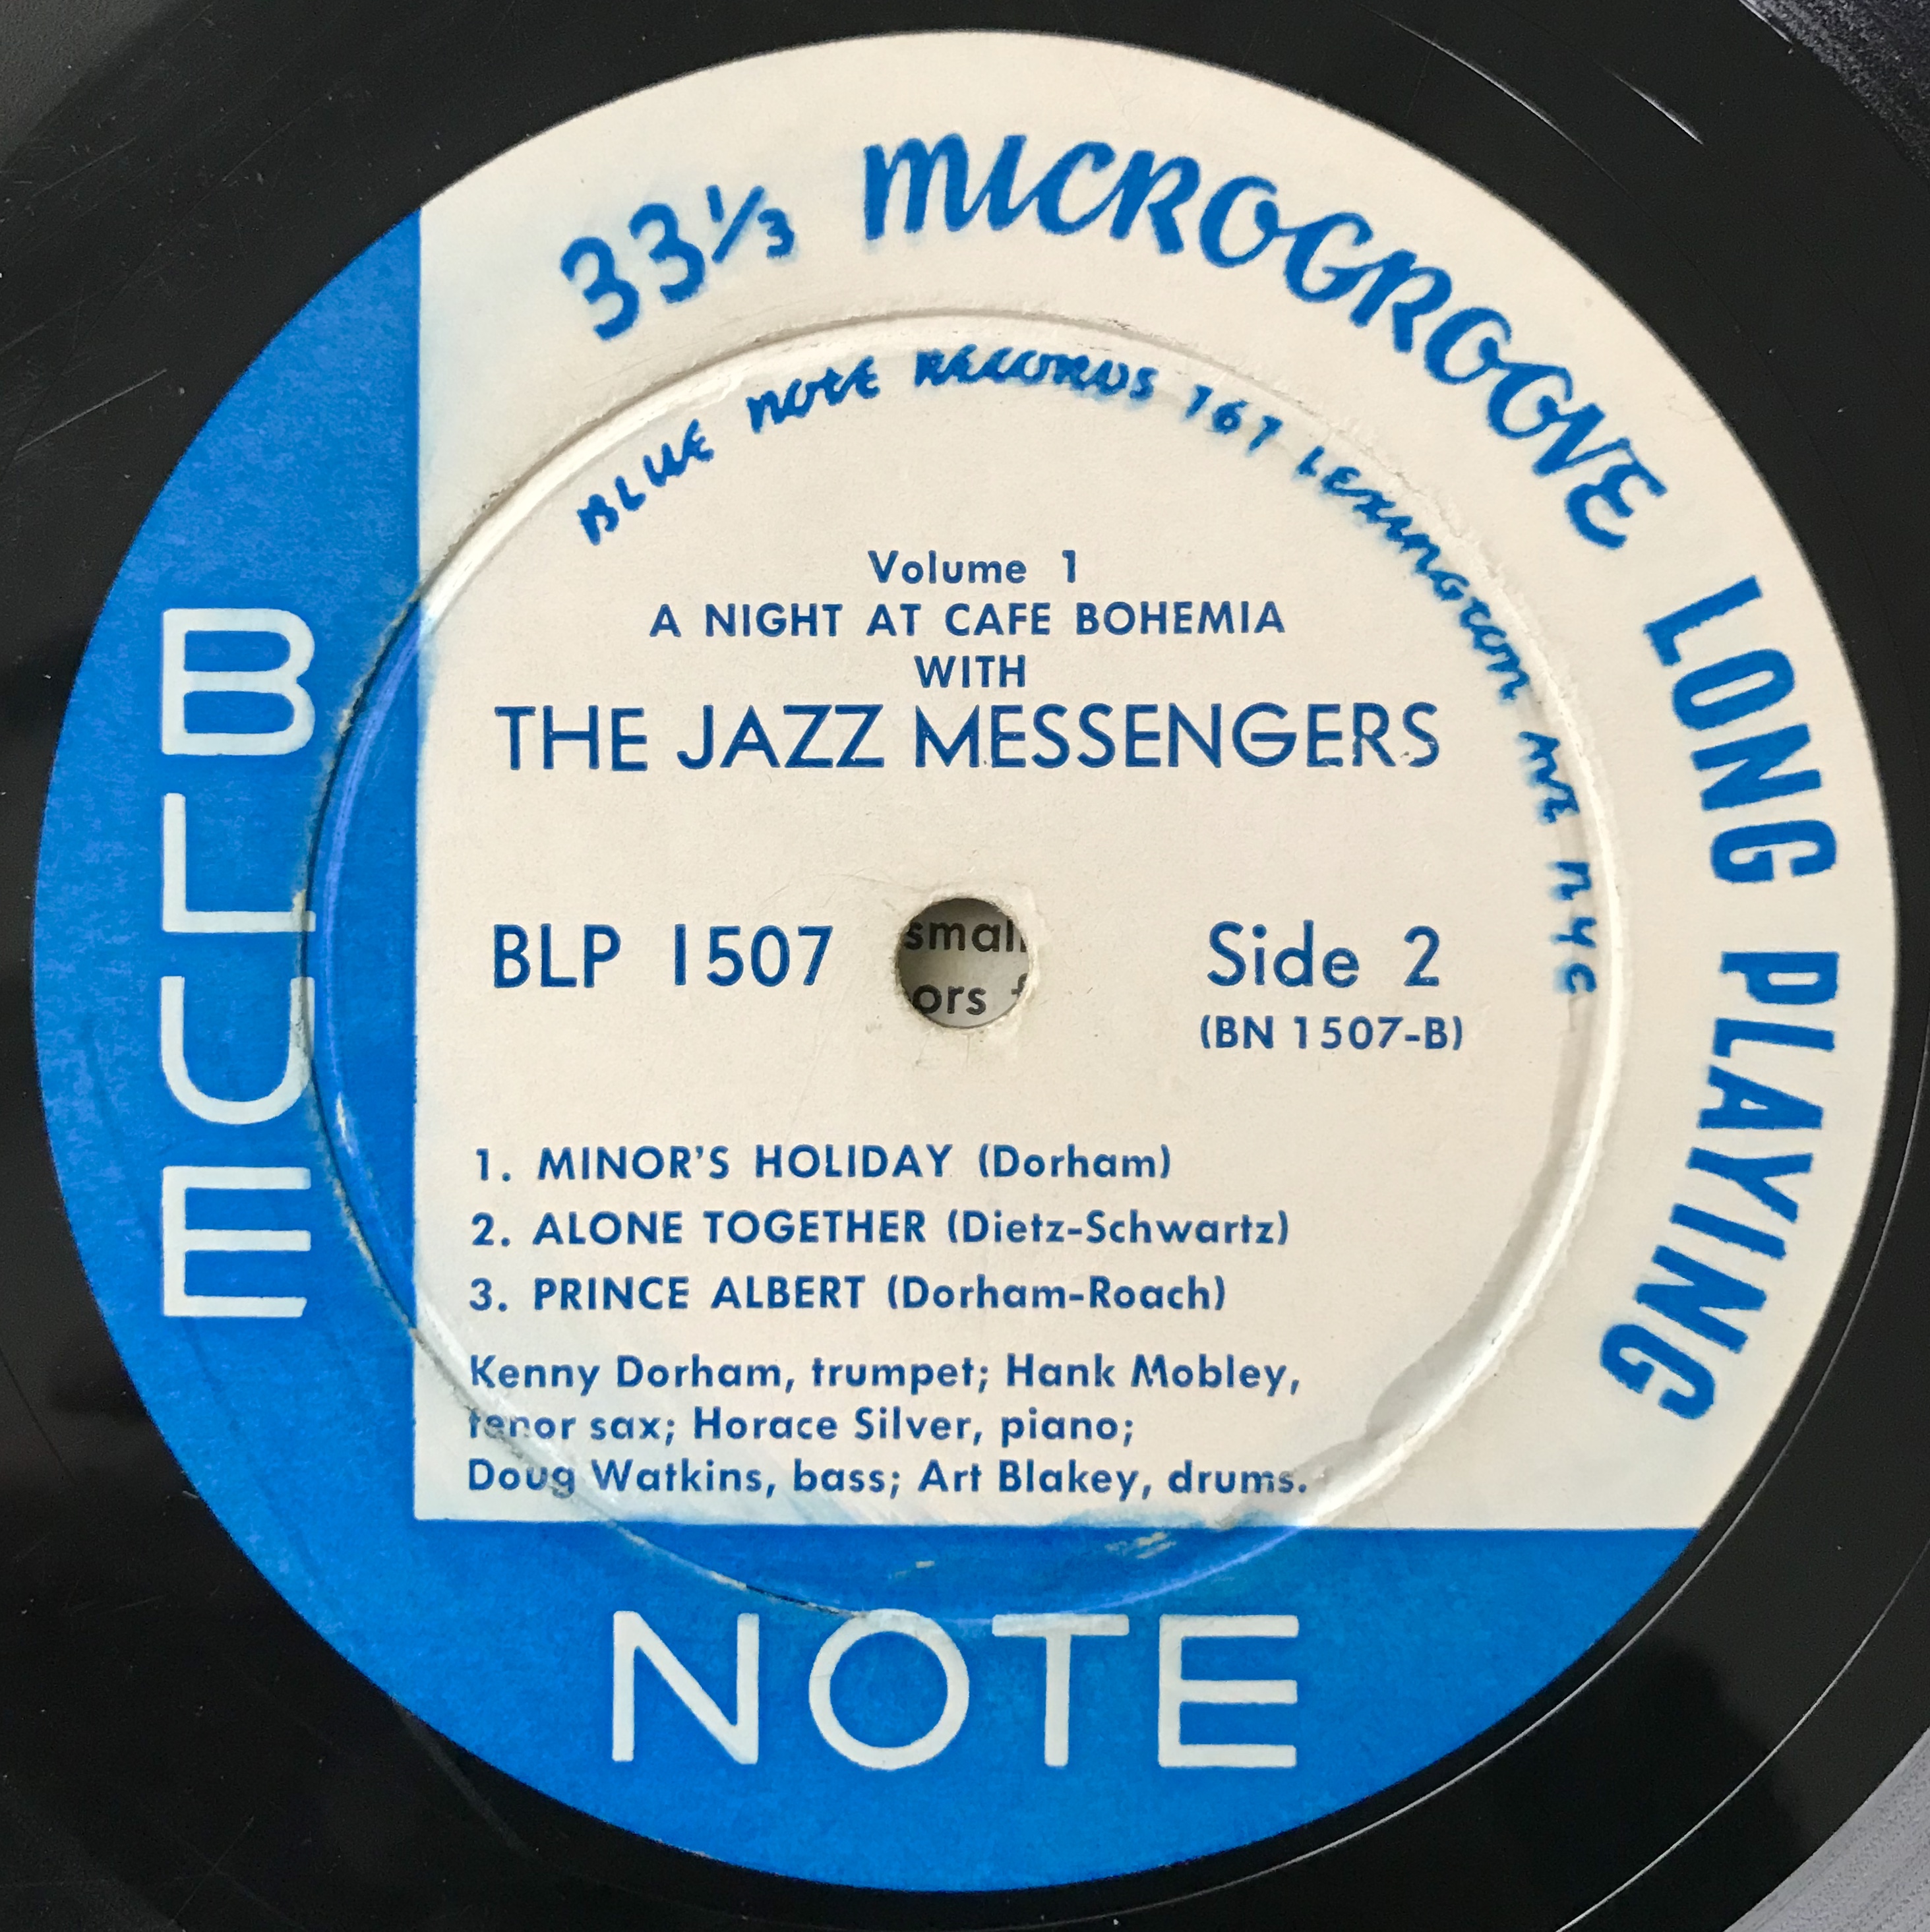 33⅓ MICROGROOVE LONG PLAYING
BLUE NOTE RECORDS 767 LEXINGTON AVE NYC
Volume 1
A NIGHT AT CAFE BOHEMIA
WITH
THE JAZZ MESSENGERS
BLP 1507
Side 2
(BN 1507-B)
1. MINOR'S HOLIDAY (Dorham)
2. ALONE TOGETHER (Dietz-Schwartz)
3. PRINCE ALBERT (Dorham-Roach)
Kenny Dorham, trumpet; Hank Mobley,
tenor sax; Horace Silver, piano;
Doug Watkins, bass; Art Blakey, drums.
BLUE
NOTE